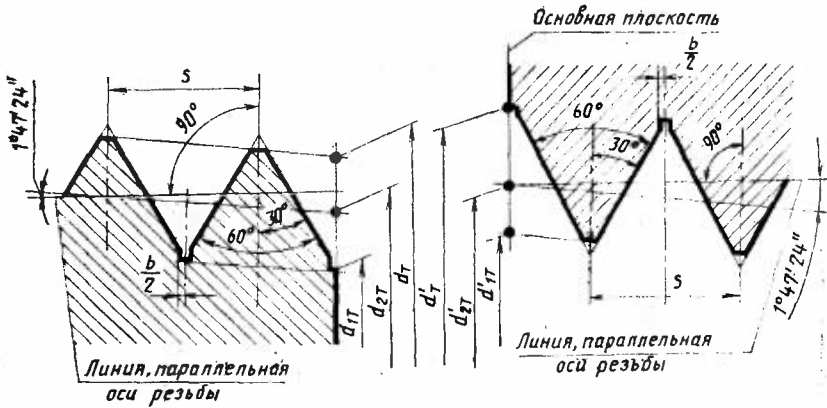 Основная плоскость
b
2
S
90°
1°47′24″
60°
30°
30°
60°
90°
b
2
d₁т
d₂т
dт
d′т
d′₂т
d′₁т
S
1°47′24″
Линия, параллельная
оси резьбы
Линия, параллельная
оси резьбы